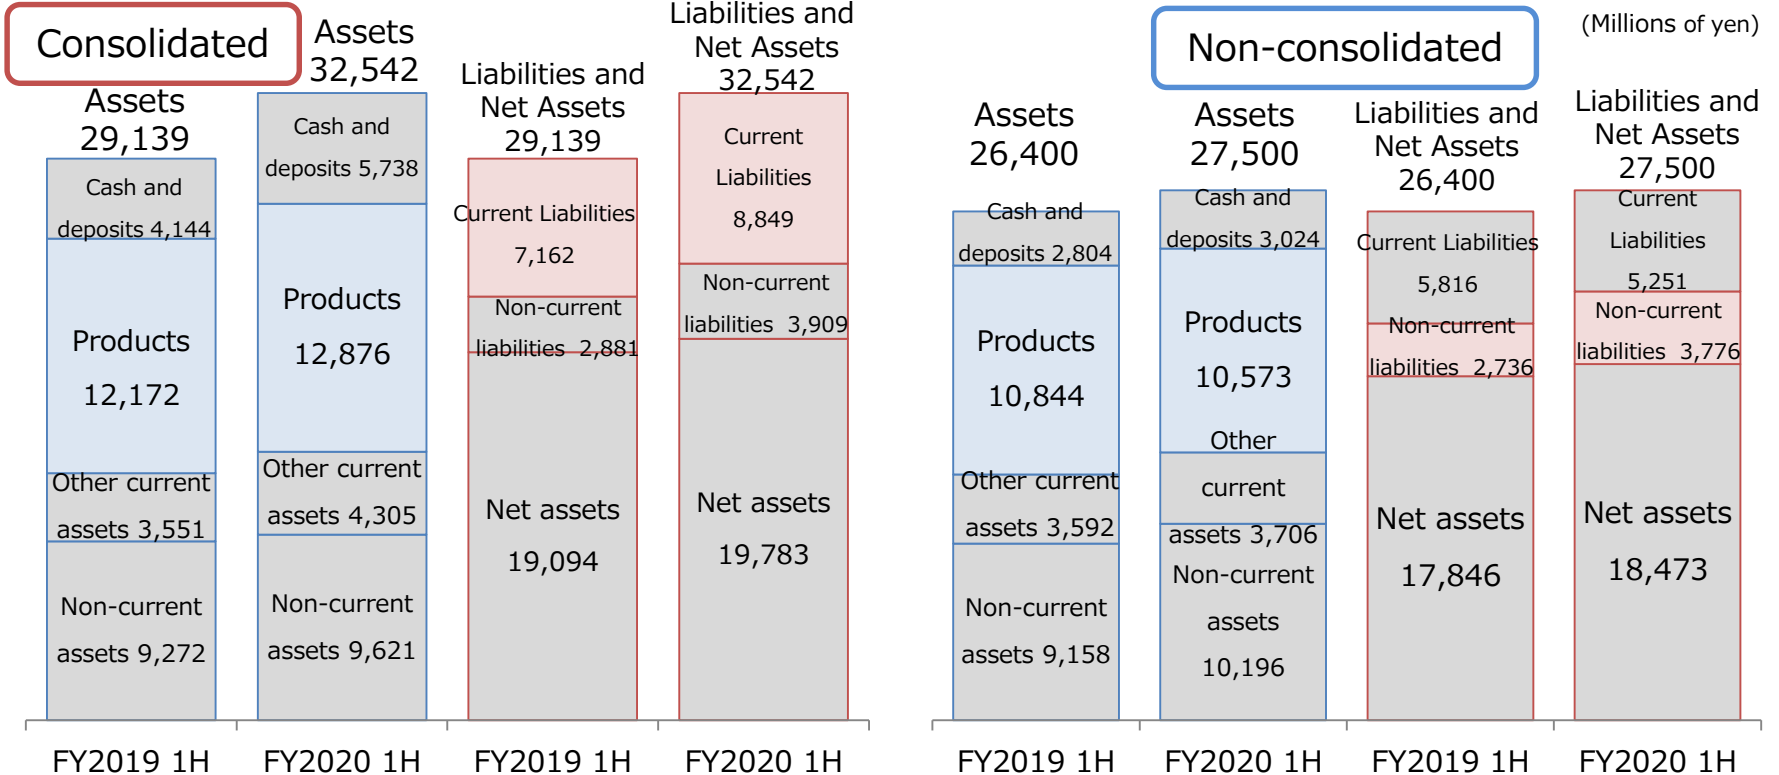 Consolidated
Assets
29,139
Cash and
deposits 4,144
Products
12,172
Other current
assets 3,551
Non-current
assets 9,272
FY2019 1H
Assets
32,542
Cash and
deposits 5,738
Products
12,876
Other current
assets 4,305
Non-current
assets 9,621
FY2020 1H
Liabilities and
Net Assets
29,139
Current Liabilities
7,162
Non-current
liabilities 2,881
Net assets
19,094
FY2019 1H
Liabilities and
Net Assets
32,542
Current
Liabilities
8,849
Non-current
liabilities 3,909
Net assets
19,783
FY2020 1H
Non-consolidated
(Millions of yen)
Assets
26,400
Cash and
deposits 2,804
Products
10,844
Other current
assets 3,592
Non-current
assets 9,158
FY2019 1H
Assets
27,500
Cash and
deposits 3,024
Products
10,573
Other
current
assets 3,706
Non-current
assets
10,196
FY2020 1H
Liabilities and
Net Assets
26,400
Current Liabilities
5,816
Non-current
liabilities 2,736
Net assets
17,846
FY2019 1H
Liabilities and
Net Assets
27,500
Current
Liabilities
5,251
Non-current
liabilities 3,776
Net assets
18,473
FY2020 1H